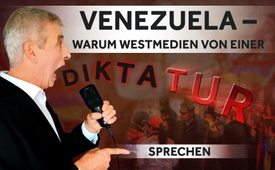 VENEZUELA –
WARUM WESTMEDIEN VON EINER
DIKTATUR
SPRECHEN